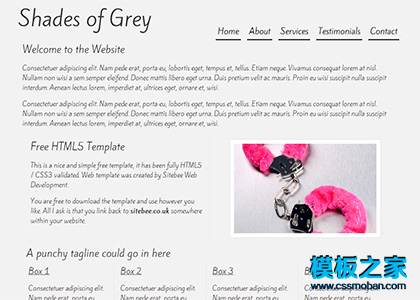 Shades of Grey
Home About Services Testimonials Contact
Welcome to the Website
Consectetuer adipiscing elit. Nam pede erat, porta eu, lobortis eget, tempus et, tellus. Etiam neque. Vivamus consequat lorem at nisl.
Nullam non wisi a sem semper eleifend. Donec mattis libero eget urna. Duis pretium velit ac mauris. Proin eu wisi suscipit nulla suscipit
interdum. Aenean lorem lorem, imperdiet at, ultrices eget, ornare et, wisi.
Consectetuer adipiscing elit. Nam pede erat, porta eu, lobortis eget, tempus et, tellus. Etiam neque. Vivamus consequat lorem at nisl.
Nullam non wisi a sem semper eleifend. Donec mattis libero eget urna. Duis pretium velit ac mauris. Proin eu wisi suscipit nulla suscipit
interdum. Aenean lorem lorem, imperdiet at, ultrices eget, ornare et, wisi.
Free HTML5 Template
This is a nice and simple free template, it has been fully HTML5
/ CSS3 validated. Web template was created by Sitebee Web
Development.
You are free to download the template and use however you
like. All I ask is that you link back to sitebee.co.uk somewhere
within your website.
A punchy tagline could go in here
Box 1 Box 2 Box 3
Consectetuer adipiscing elit. Consectetuer adipiscing elit. Consectetuer adipiscing elit.
Nam pede erat, porta eu, Nam pede erat, porta eu, Nam pede erat, porta eu,
模板之家
www.cssmoban.com